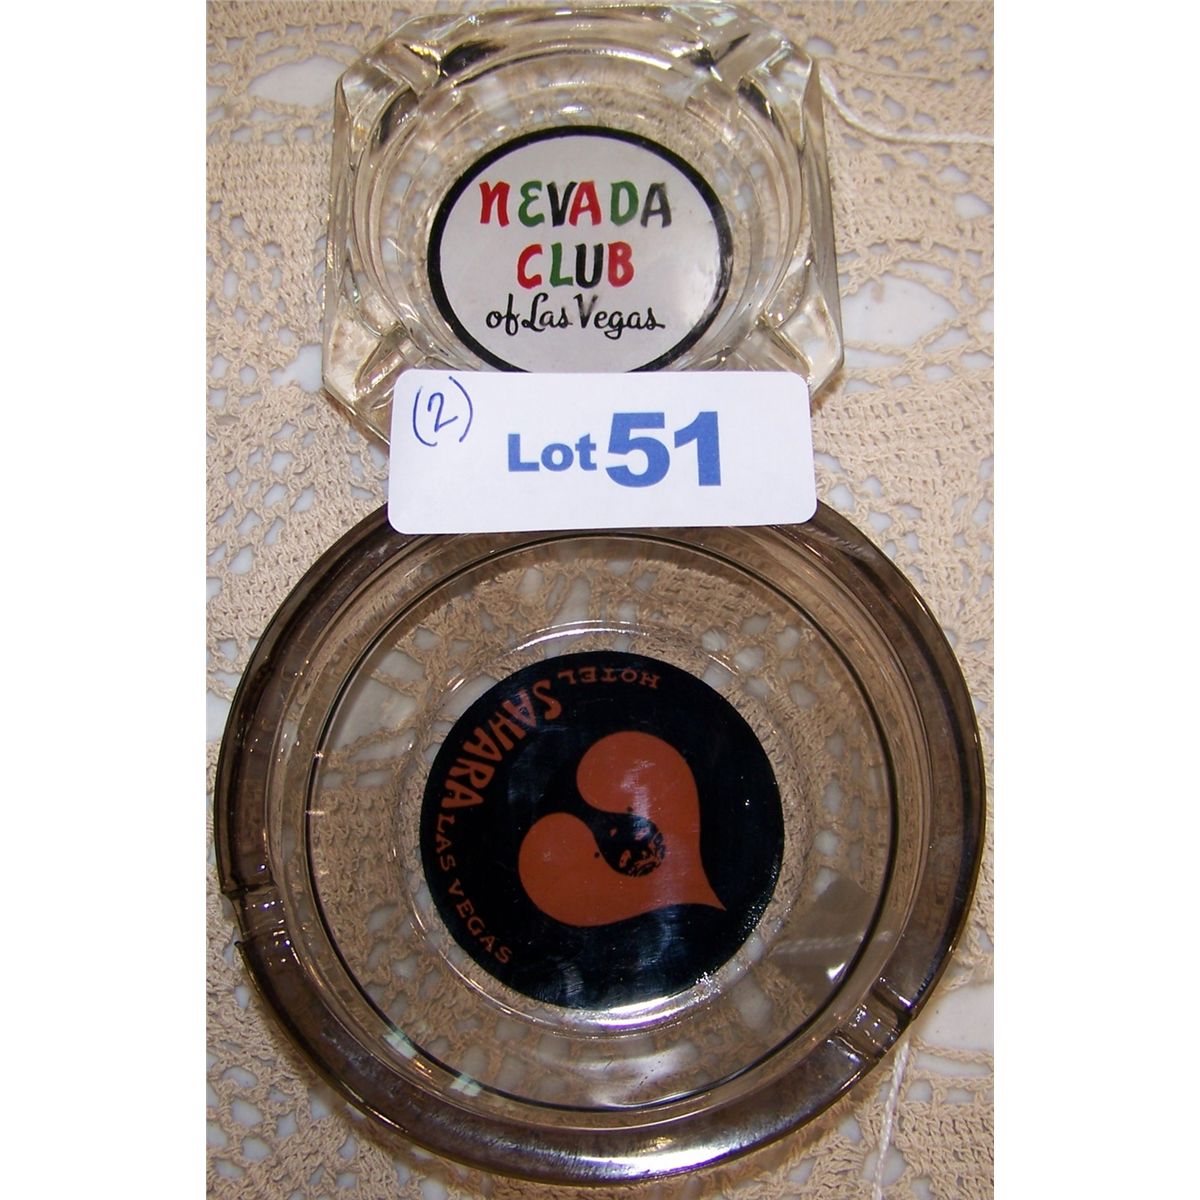 NEVADA
CLUB
of Las Vegas
(2)
Lot 51
HOTEL SAHARA LAS VEGAS